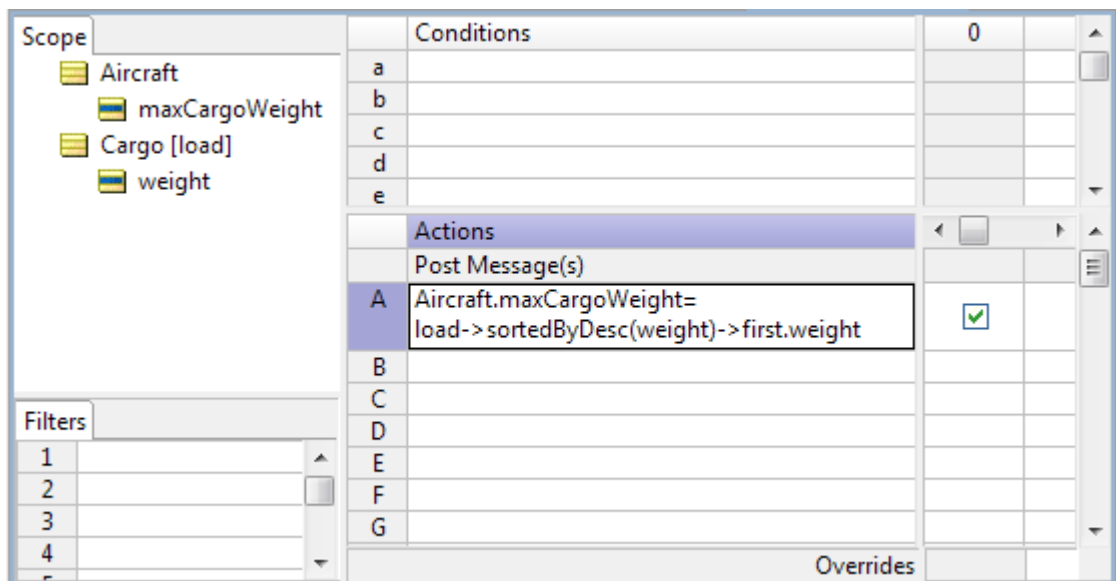 Scope
Aircraft
maxCargoWeight
Cargo [load]
weight
Filters
1
2
3
4
Conditions 0
a
b
c
d
e
Actions
Post Message(s)
A Aircraft.maxCargoWeight=
load->sortedByDesc(weight)->first.weight
B
C
D
E
F
G
Overrides